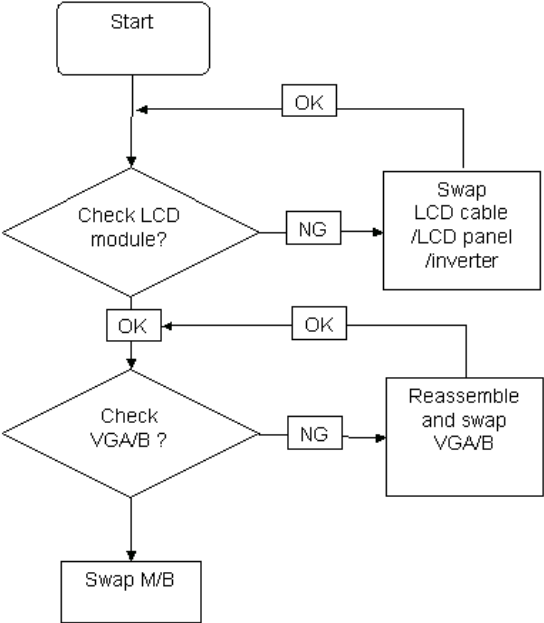 Start
OK
Check LCD
module?
NG
Swap
LCD cable
/LCD panel
/inverter
OK
OK
Check
VGA/B ?
NG
Reassemble
and swap
VGA/B
Swap M/B